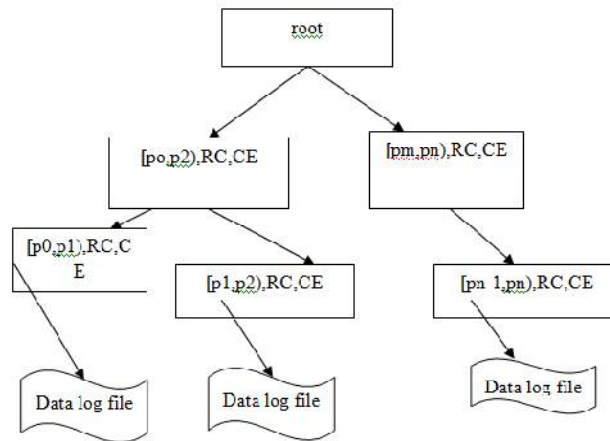 root
[po,p2),RC,CE
[pm,pn),RC,CE
[p0,p1),RC,C
E
[p1,p2),RC,CE
[pn 1,pn),RC,CE
Data log file
Data log file
Data log file